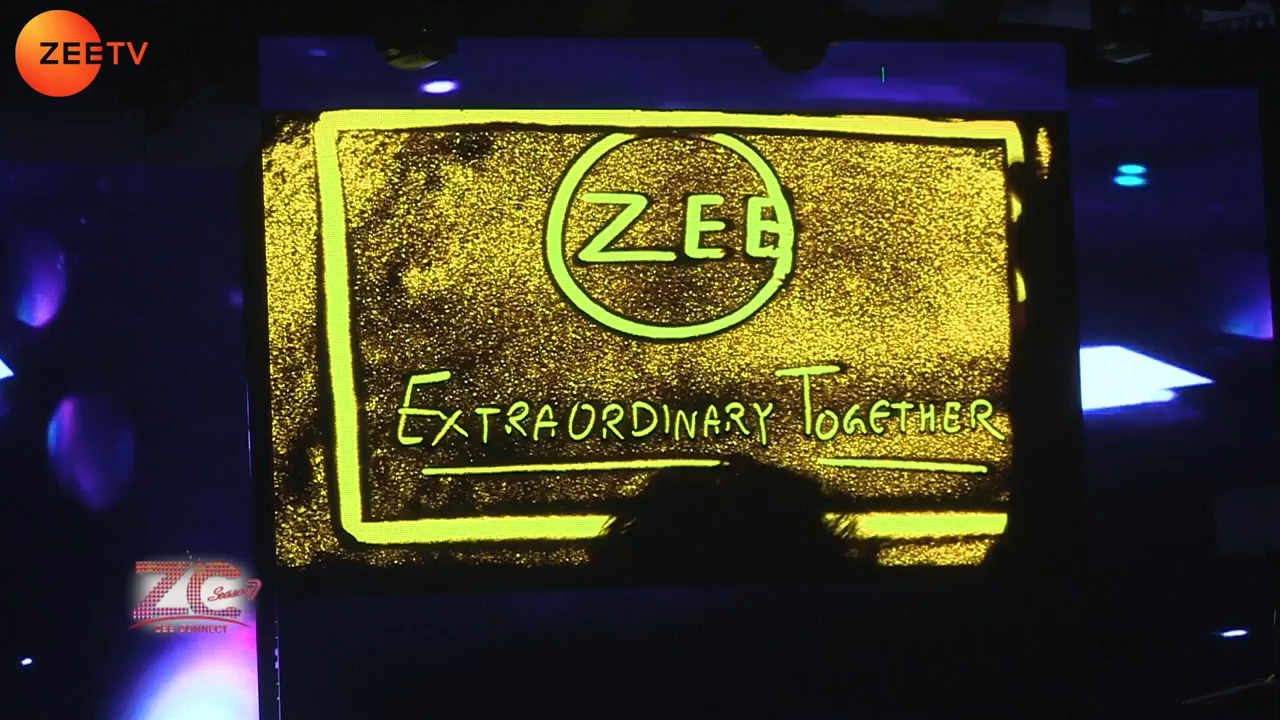 ZEETV
ZEE
EXTRAORDINARY TOGETHER
ZC
Season 7
ZEE CONNECT